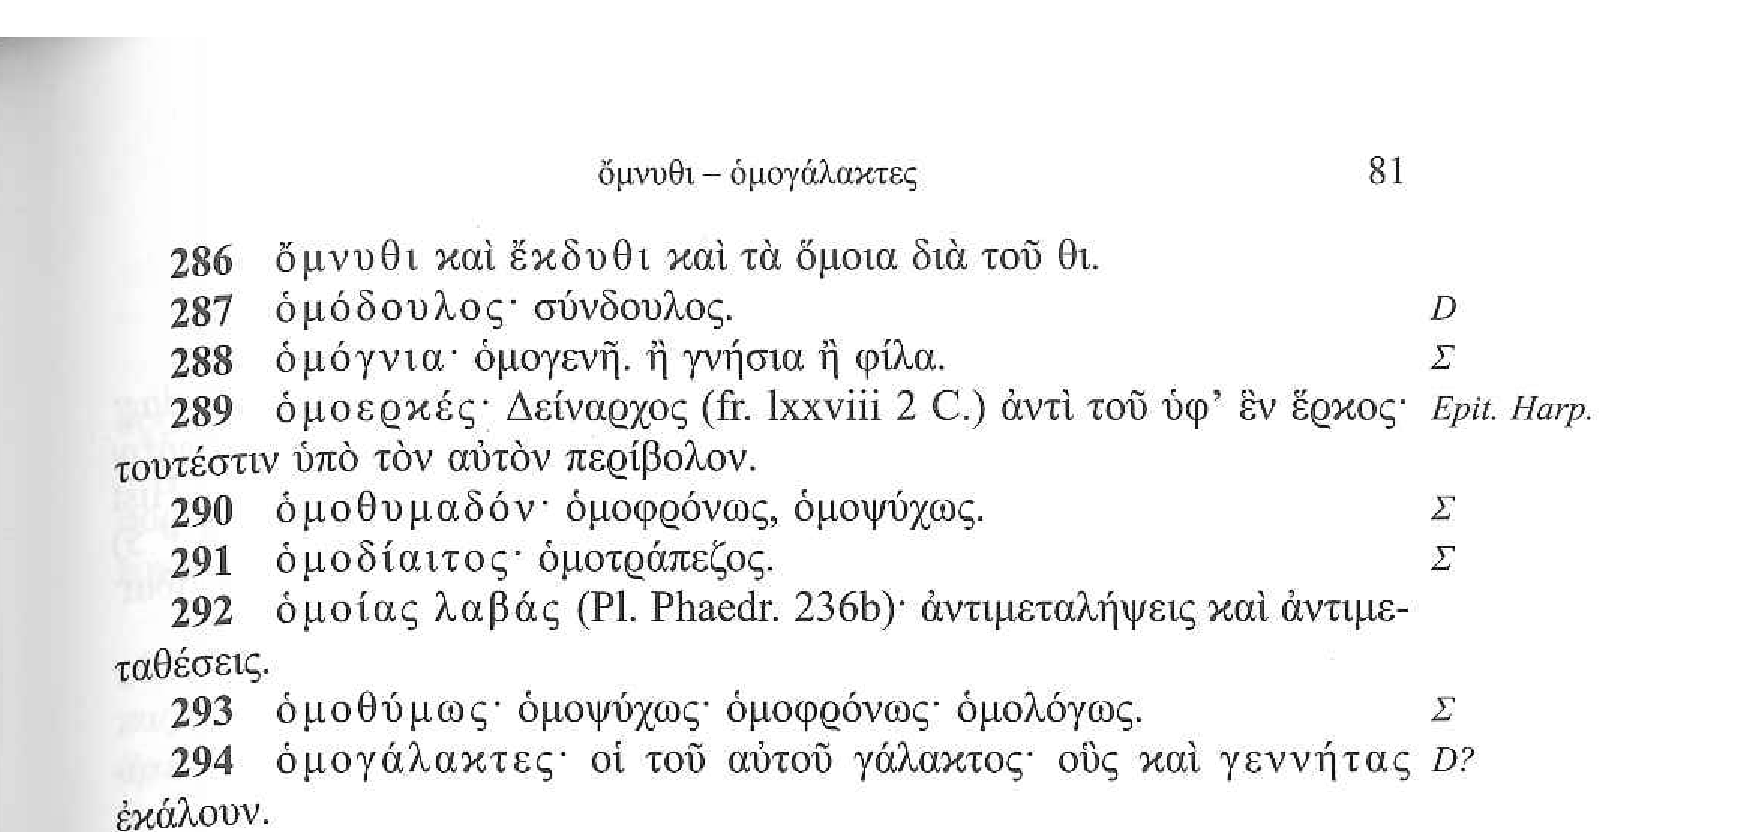 ὄμνυθι – ὁμογάλακτες 81
286 ὄμνυθι καὶ ἔκδυθι καὶ τὰ ὅμοια διὰ τοῦ θι.
287 ὁμόδουλος· σύνδουλος. D
288 ὁμόγνια· ὁμογενῆ. ἢ γνήσια ἢ φίλα. Σ
289 ὁμοερκές· Δείναρχος (fr. lxxviii 2 C.) ἀντὶ τοῦ ὑφ’ ἓν ἕρκος· Epit. Harp.
τουτέστιν ὑπὸ τὸν αὐτὸν περίβολον.
290 ὁμοθυμαδόν· ὁμοφρόνως, ὁμοψύχως. Σ
291 ὁμοδίαιτος· ὁμοτράπεζος. Σ
292 ὁμοίας λαβάς (Pl. Phaedr. 236b)· ἀντιμεταλήψεις καὶ ἀντιμε-
ταθέσεις.
293 ὁμοθύμως· ὁμοψύχως· ὁμοφρόνως· ὁμολόγως. Σ
294 ὁμογάλακτες· οἱ τοῦ αὐτοῦ γάλακτος· οὓς καὶ γεννήτας D?
ἐκάλουν.